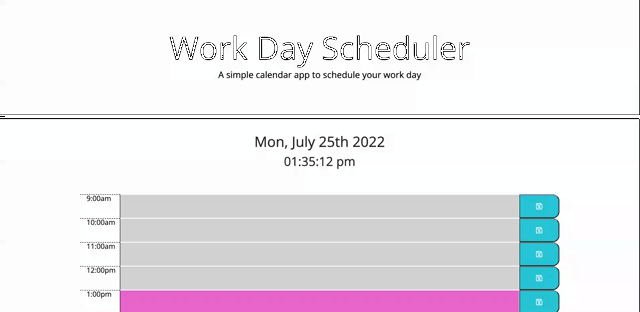 Work Day Scheduler
A simple calendar app to schedule your work day
Mon, July 25th 2022
01:35:12 pm
9:00am
10:00am
11:00am
12:00pm
1:00pm